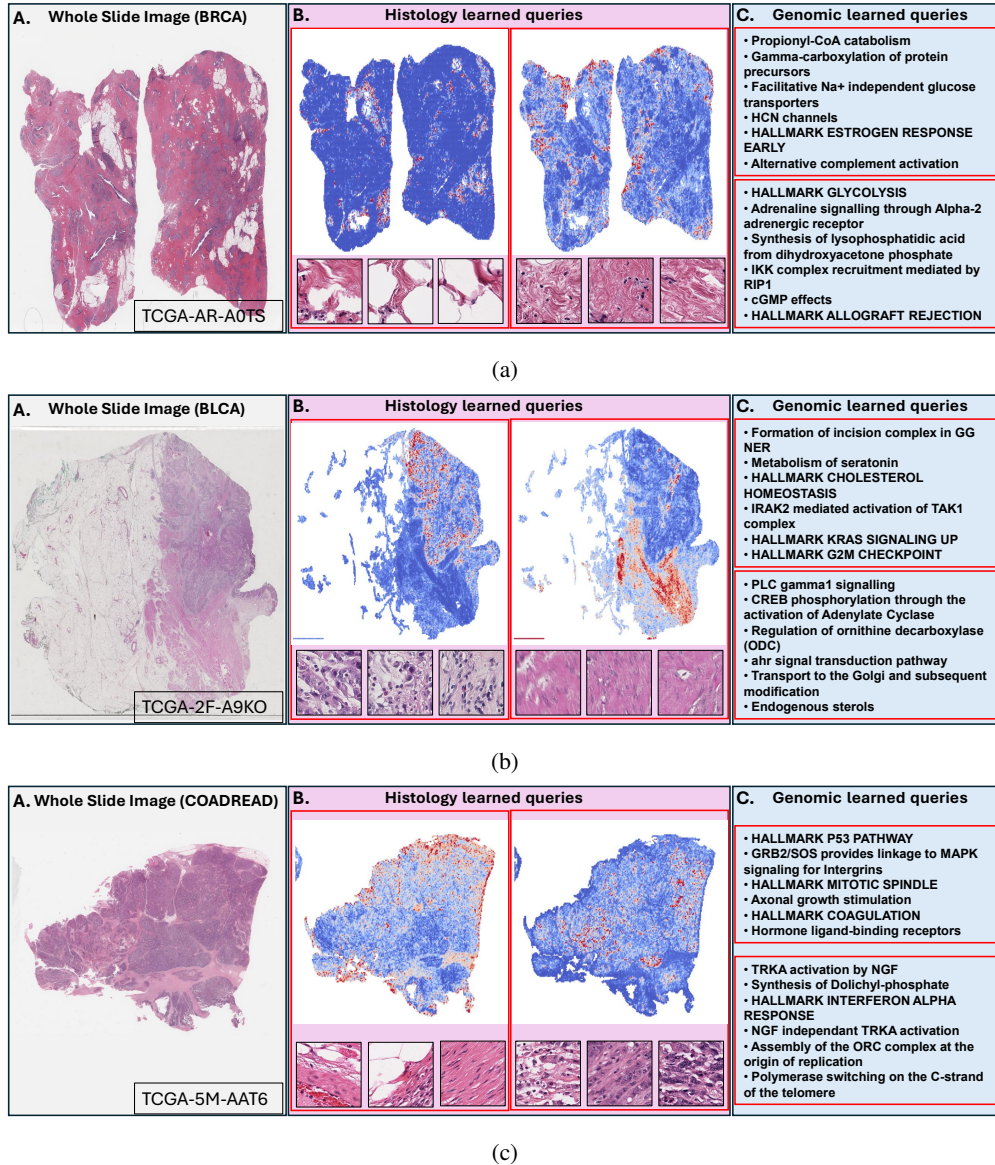 A. Whole Slide Image (BRCA)
B. Histology learned queries
C. Genomic learned queries
• Propionyl-CoA catabolism
• Gamma-carboxylation of protein
precursors
• Facilitative Na+ independent glucose
transporters
• HCN channels
• HALLMARK ESTROGEN RESPONSE
EARLY
• Alternative complement activation
• HALLMARK GLYCOLYSIS
• Adrenaline signalling through Alpha-2
adrenergic receptor
• Synthesis of lysophosphatidic acid
from dihydroxyacetone phosphate
• IKK complex recruitment mediated by
RIP1
• cGMP effects
• HALLMARK ALLOGRAFT REJECTION
TCGA-AR-A0TS
(a)
A. Whole Slide Image (BLCA)
B. Histology learned queries
C. Genomic learned queries
• Formation of incision complex in GG
NER
• Metabolism of seratonin
• HALLMARK CHOLESTEROL
HOMEOSTASIS
• IRAK2 mediated activation of TAK1
complex
• HALLMARK KRAS SIGNALING UP
• HALLMARK G2M CHECKPOINT
• PLC gamma1 signalling
• CREB phosphorylation through the
activation of Adenylate Cyclase
• Regulation of ornithine decarboxylase
(ODC)
• ahr signal transduction pathway
• Transport to the Golgi and subsequent
modification
• Endogenous sterols
TCGA-2F-A9KO
(b)
A. Whole Slide Image (COADREAD)
B. Histology learned queries
C. Genomic learned queries
• HALLMARK P53 PATHWAY
• GRB2/SOS provides linkage to MAPK
signaling for Intergrins
• HALLMARK MITOTIC SPINDLE
• Axonal growth stimulation
• HALLMARK COAGULATION
• Hormone ligand-binding receptors
• TRKA activation by NGF
• Synthesis of Dolichyl-phosphate
• HALLMARK INTERFERON ALPHA
RESPONSE
• NGF independant TRKA activation
• Assembly of the ORC complex at the
origin of replication
• Polymerase switching on the C-strand
of the telomere
TCGA-5M-AAT6
(c)